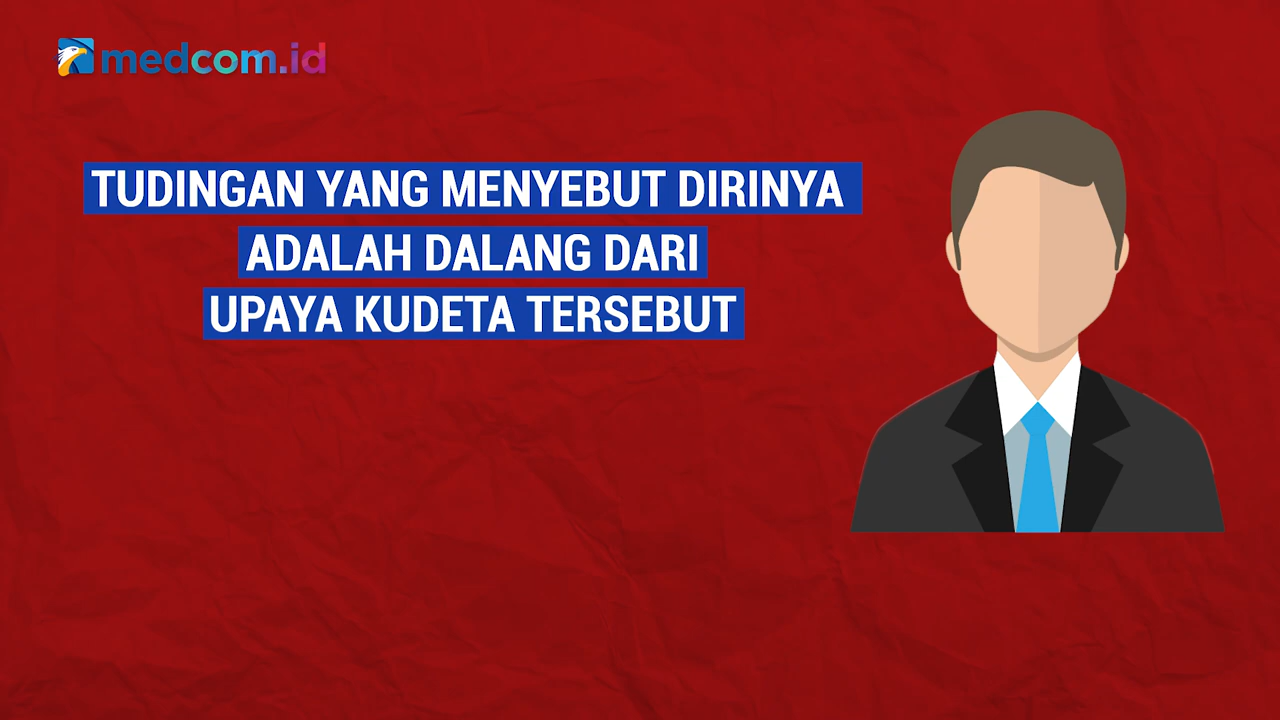 medcom.id
TUDINGAN YANG MENYEBUT DIRINYA
ADALAH DALANG DARI
UPAYA KUDETA TERSEBUT